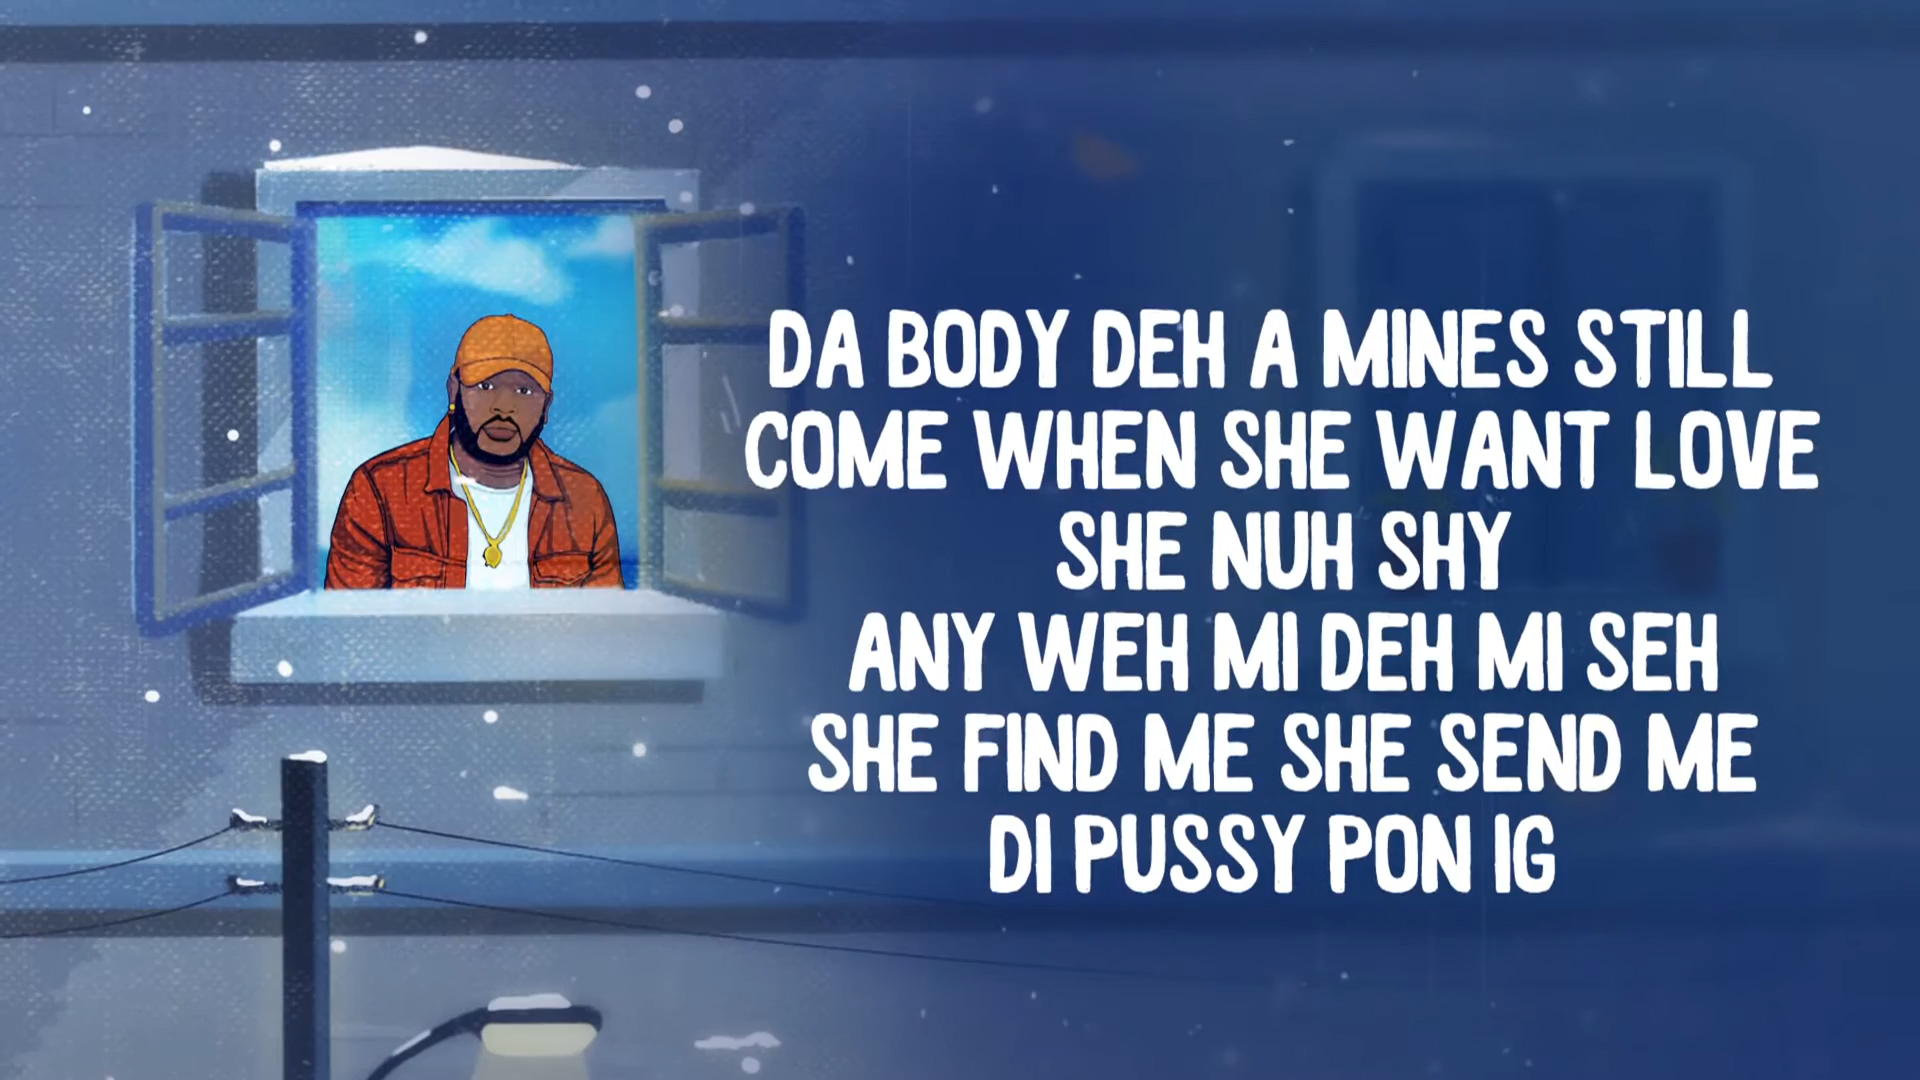 DA BODY DEH A MINES STILL
COME WHEN SHE WANT LOVE
SHE NUH SHY
ANY WEH MI DEH MI SEH
SHE FIND ME SHE SEND ME
DI PUSSY PON IG